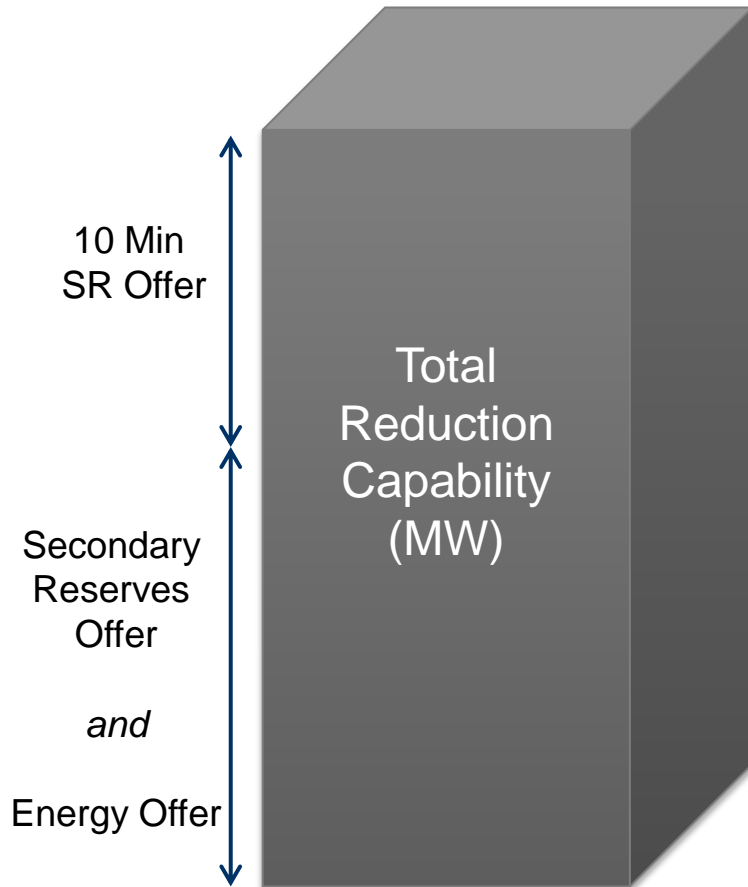 10 Min
SR Offer
Total
Reduction
Capability
(MW)
Secondary
Reserves
Offer
and
Energy Offer